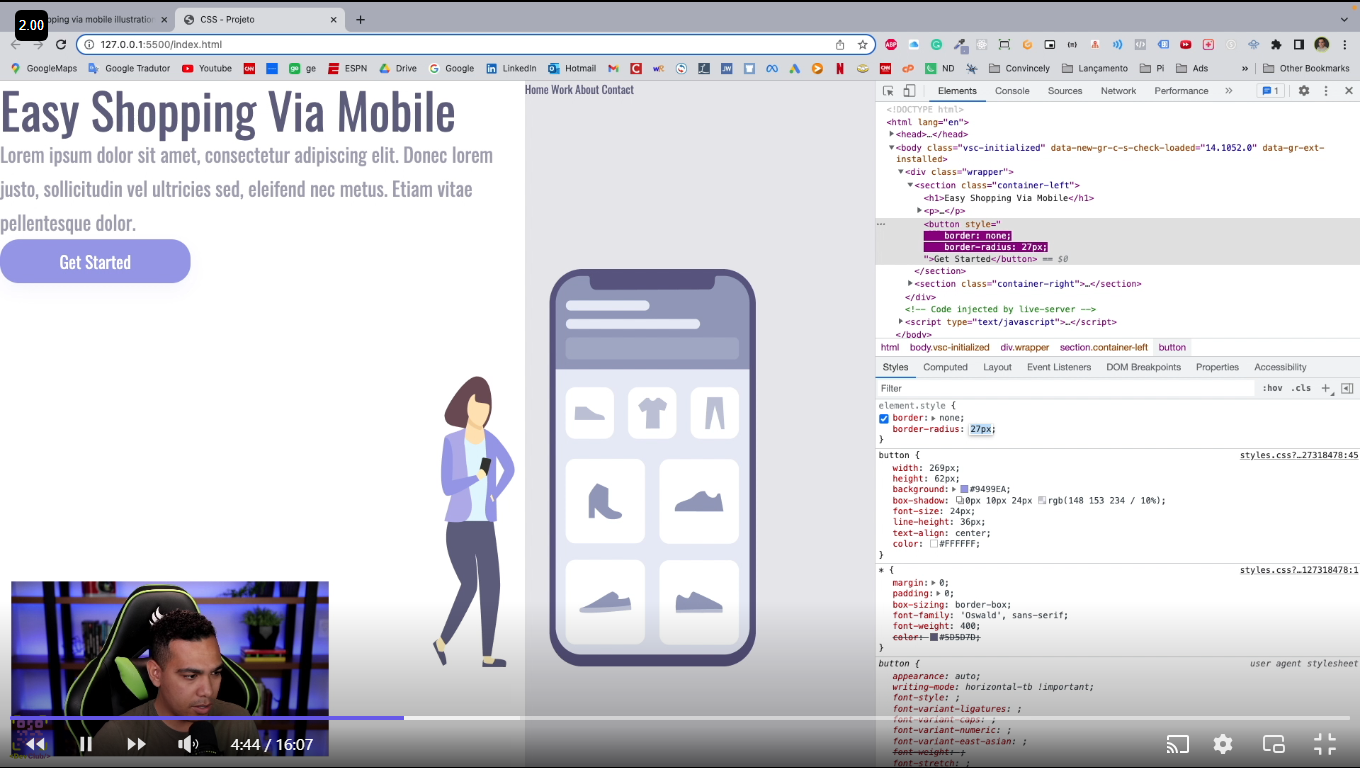 2.00
pping via mobile illustration
CSS - Projeto
127.0.0.1:5500/index.html
GoogleMaps
Google Tradutor
Youtube
ge
ESPN
Drive
Google
LinkedIn
Hotmail
ND
Convincely
Lançamento
Pi
Ads
»
Other Bookmarks
Easy Shopping Via Mobile
Lorem ipsum dolor sit amet, consectetur adipiscing elit. Donec lorem
justo, sollicitudin vel ultricies sed, eleifend nec metus. Etiam vitae
pellentesque dolor.
Get Started
Home Work About Contact
Elements Console Sources Network Performance » 1
<!DOCTYPE html>
<html lang="en">
<head>…</head>
<body class="vsc-initialized" data-new-gr-c-s-check-loaded="14.1052.0" data-gr-ext-
installed>
<div class="wrapper">
<section class="container-left">
<h1>Easy Shopping Via Mobile</h1>
<p>…</p>
<button style="
border: none;
border-radius: 27px;
">Get Started</button> == $0
</section>
<section class="container-right">…</section>
</div>
<!-- Code injected by live-server -->
<script type="text/javascript">…</script>
</body>
html body.vsc-initialized div.wrapper section.container-left button
Styles Computed Layout Event Listeners DOM Breakpoints Properties Accessibility
Filter :hov .cls +
element.style {
border: none;
border-radius: 27px;
}
button { styles.css?…27318478:45
width: 269px;
height: 62px;
background: #9499EA;
box-shadow: 0px 10px 24px rgb(148 153 234 / 10%);
font-size: 24px;
line-height: 36px;
text-align: center;
color: #FFFFFF;
}
* { styles.css?…127318478:1
margin: 0;
padding: 0;
box-sizing: border-box;
font-family: 'Oswald', sans-serif;
font-weight: 400;
color: #5D5D7D;
}
button { user agent stylesheet
appearance: auto;
writing-mode: horizontal-tb !important;
font-style: ;
font-variant-ligatures: ;
font-variant-caps: ;
font-variant-numeric: ;
font-variant-east-asian: ;
font-weight: ;
font-stretch: ;
4:44 / 16:07